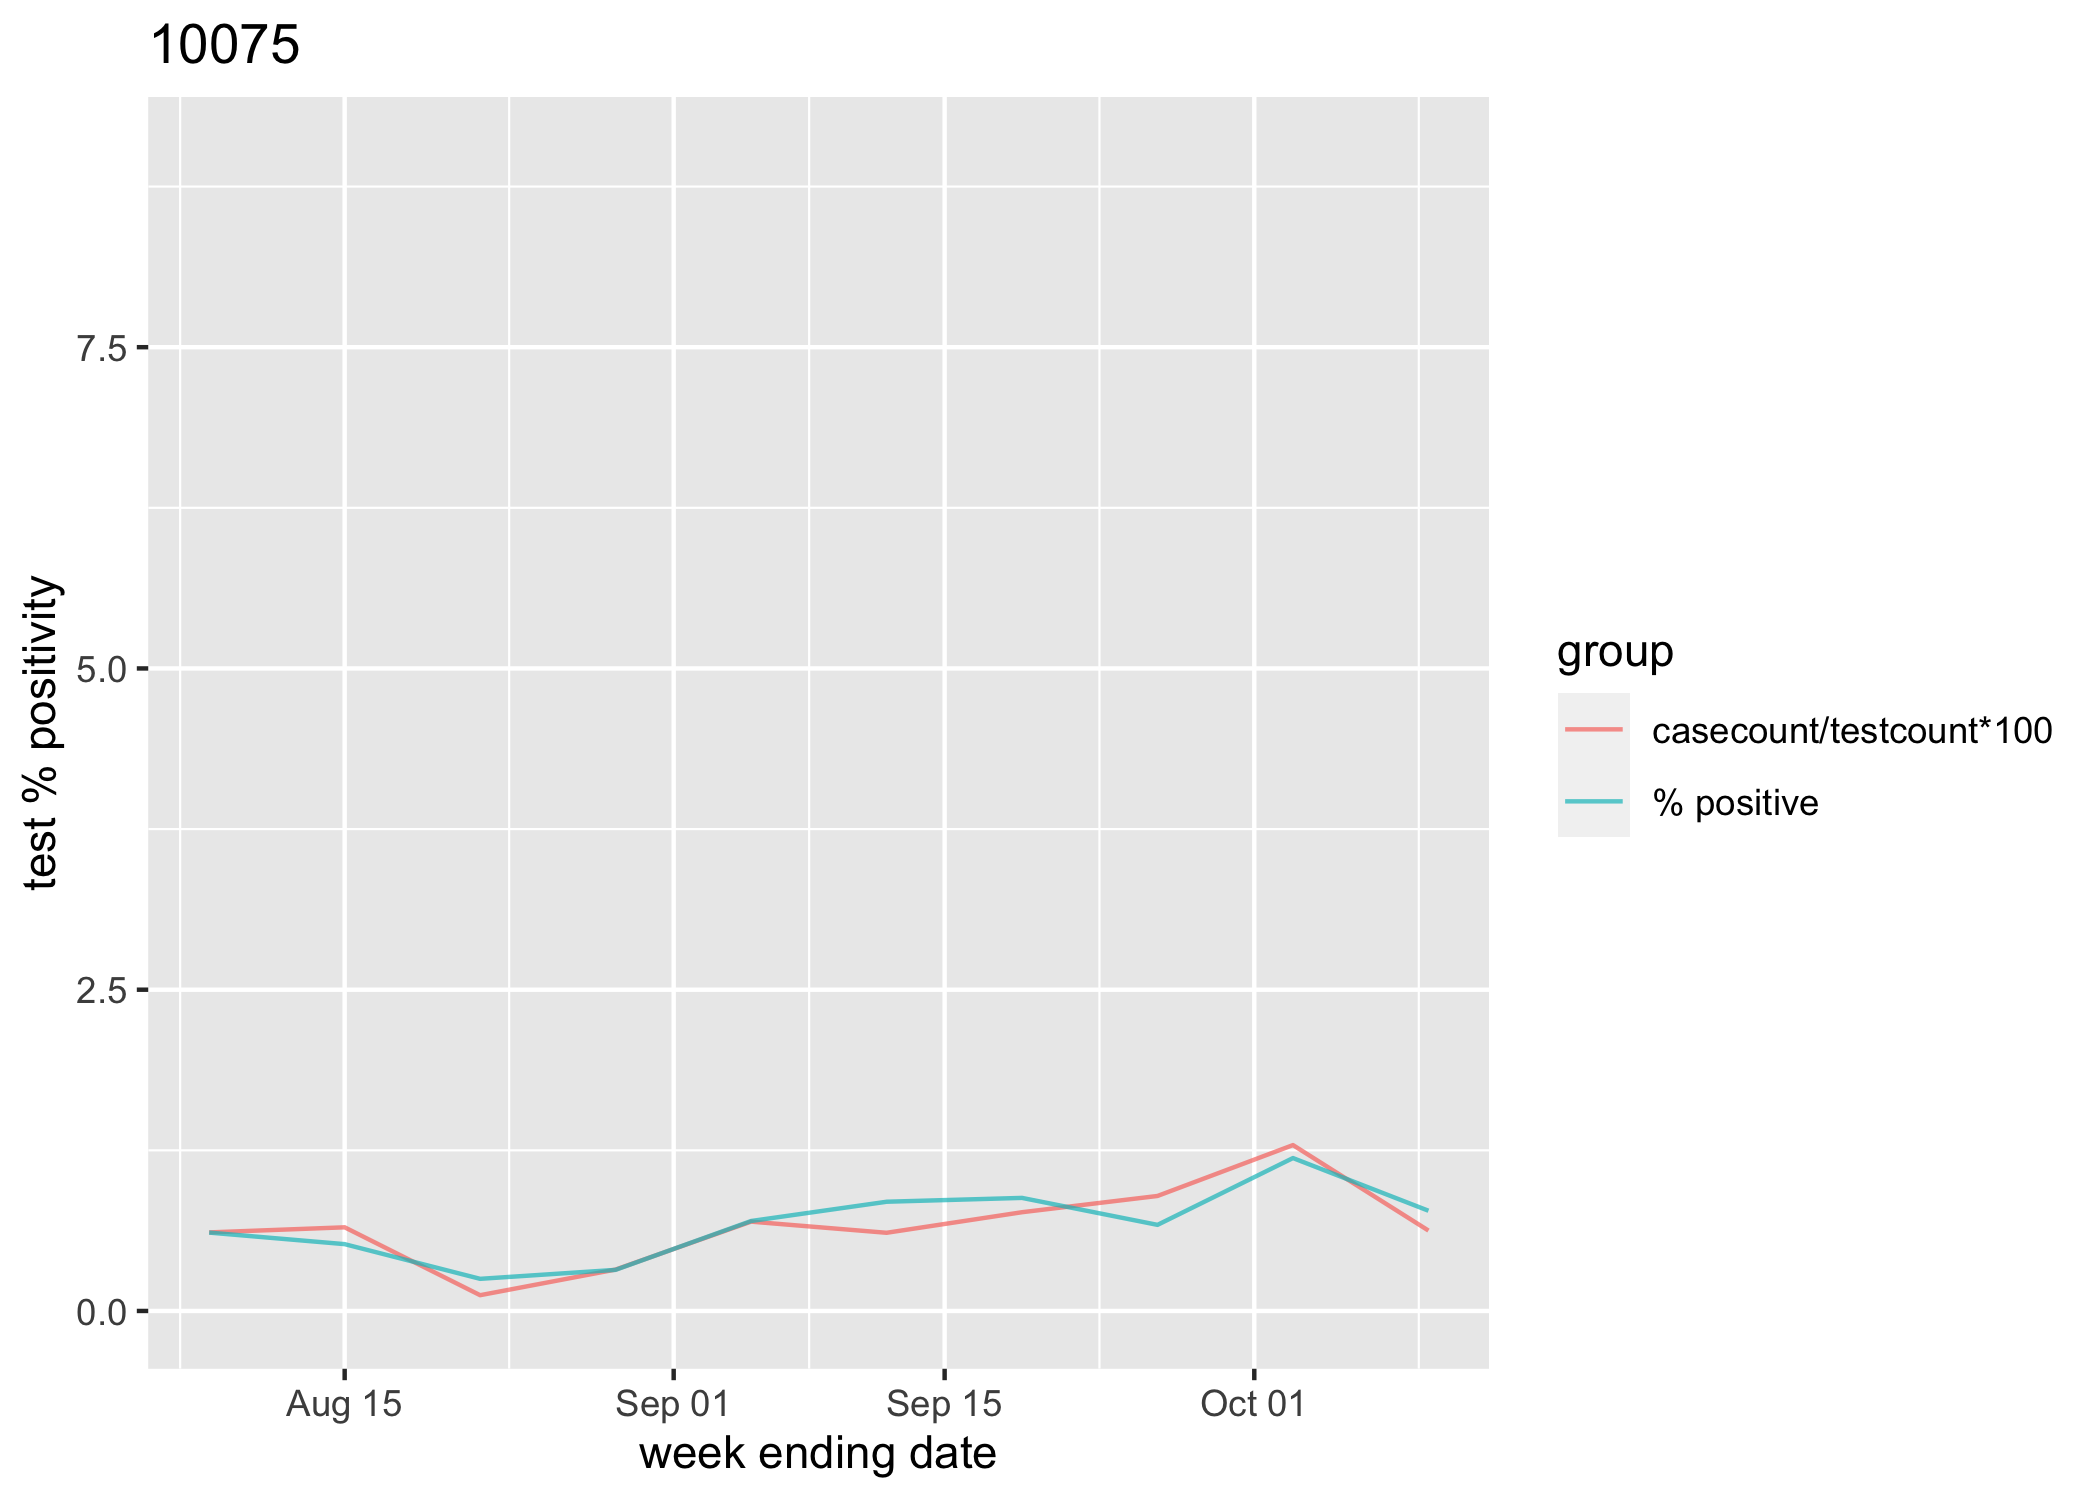 10075
test % positivity
7.5
5.0
2.5
0.0
Aug 15
Sep 01
Sep 15
Oct 01
week ending date
group
casecount/testcount*100
% positive